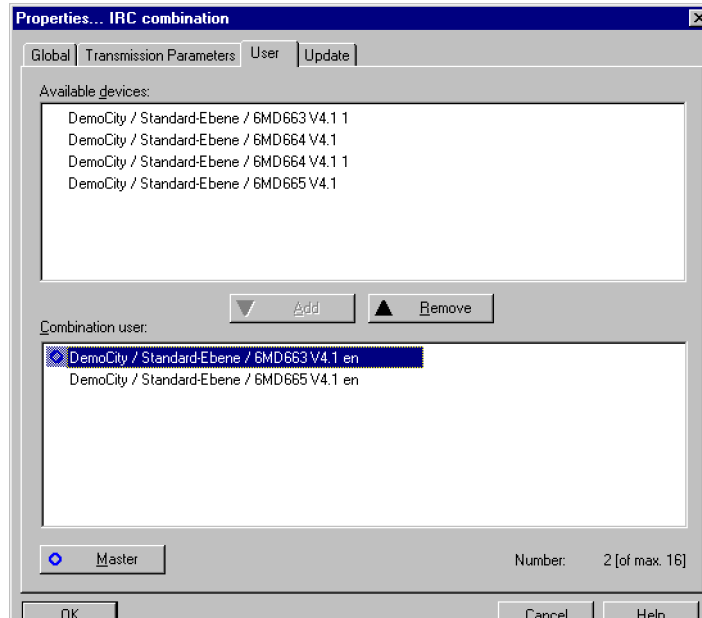 Properties... IRC combination
Global Transmission Parameters User Update
Available devices:
DemoCity / Standard-Ebene / 6MD663 V4.1 1
DemoCity / Standard-Ebene / 6MD664 V4.1
DemoCity / Standard-Ebene / 6MD664 V4.1 1
DemoCity / Standard-Ebene / 6MD665 V4.1
Add Remove
Combination user:
DemoCity / Standard-Ebene / 6MD663 V4.1 en
DemoCity / Standard-Ebene / 6MD665 V4.1 en
Master Number: 2 [of max. 16]
OK Cancel Help